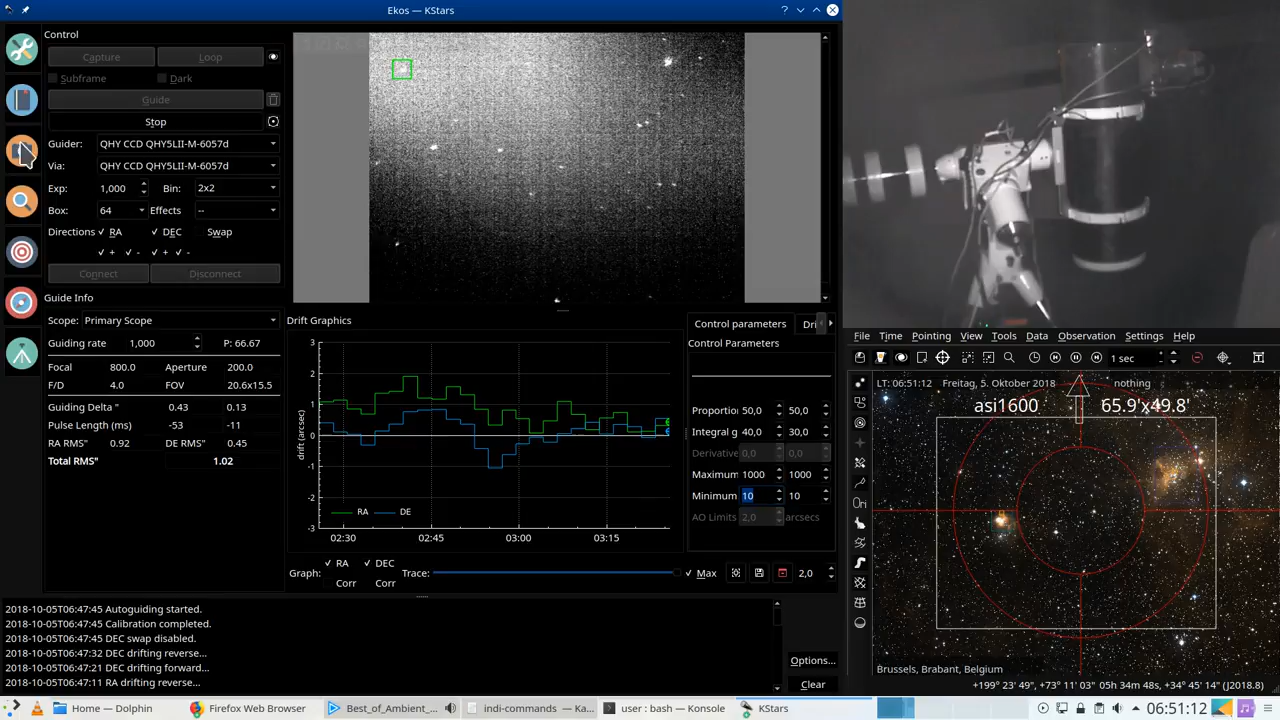 Ekos — KStars
Control
Capture
Loop
Subframe
Dark
Guide
Stop
Guider: QHY CCD QHY5LII-M-6057d
Via: QHY CCD QHY5LII-M-6057d
Exp: 1,000 Bin: 2x2
Box: 64 Effects --
Directions RA DEC Swap
+ - + -
Connect
Disconnect
Guide Info
Scope: Primary Scope
Guiding rate 1,000 P: 66.67
Focal 800.0 Aperture 200.0
F/D 4.0 FOV 20.6x15.5
Guiding Delta " 0.43 0.13
Pulse Length (ms) -53 -11
RA RMS" 0.92 DE RMS" 0.45
Total RMS" 1.02
Drift Graphics
drift (arcsec)
3
2
1
0
-1
-2
-3
RA DE
02:30 02:45 03:00 03:15
Graph: RA DEC Trace: Max 2,0
Corr Corr
Control parameters Dri
Control Parameters
Proportio 50,0 50,0
Integral g 40,0 30,0
Derivative 0,0 0,0
Maximum 1000 1000
Minimum 10 10
AO Limits 2,0 arcsecs
2018-10-05T06:47:45 Autoguiding started.
2018-10-05T06:47:45 Calibration completed.
2018-10-05T06:47:45 DEC swap disabled.
2018-10-05T06:47:32 DEC drifting reverse...
2018-10-05T06:47:21 DEC drifting forward...
2018-10-05T06:47:11 RA drifting reverse...
Options...
Clear
File Time Pointing View Tools Data Observation Settings Help
1 sec
LT: 06:51:12 Freitag, 5. Oktober 2018 nothing
asi1600 65.9'x49.8'
Brussels, Brabant, Belgium
+199° 23' 49", +73° 11' 03" 05h 34m 48s, +34° 45' 14" (J2018.8)
Home — Dolphin
Firefox Web Browser
Best_of_Ambient_...
indi-commands — Ka...
user : bash — Konsole
KStars
06:51:12